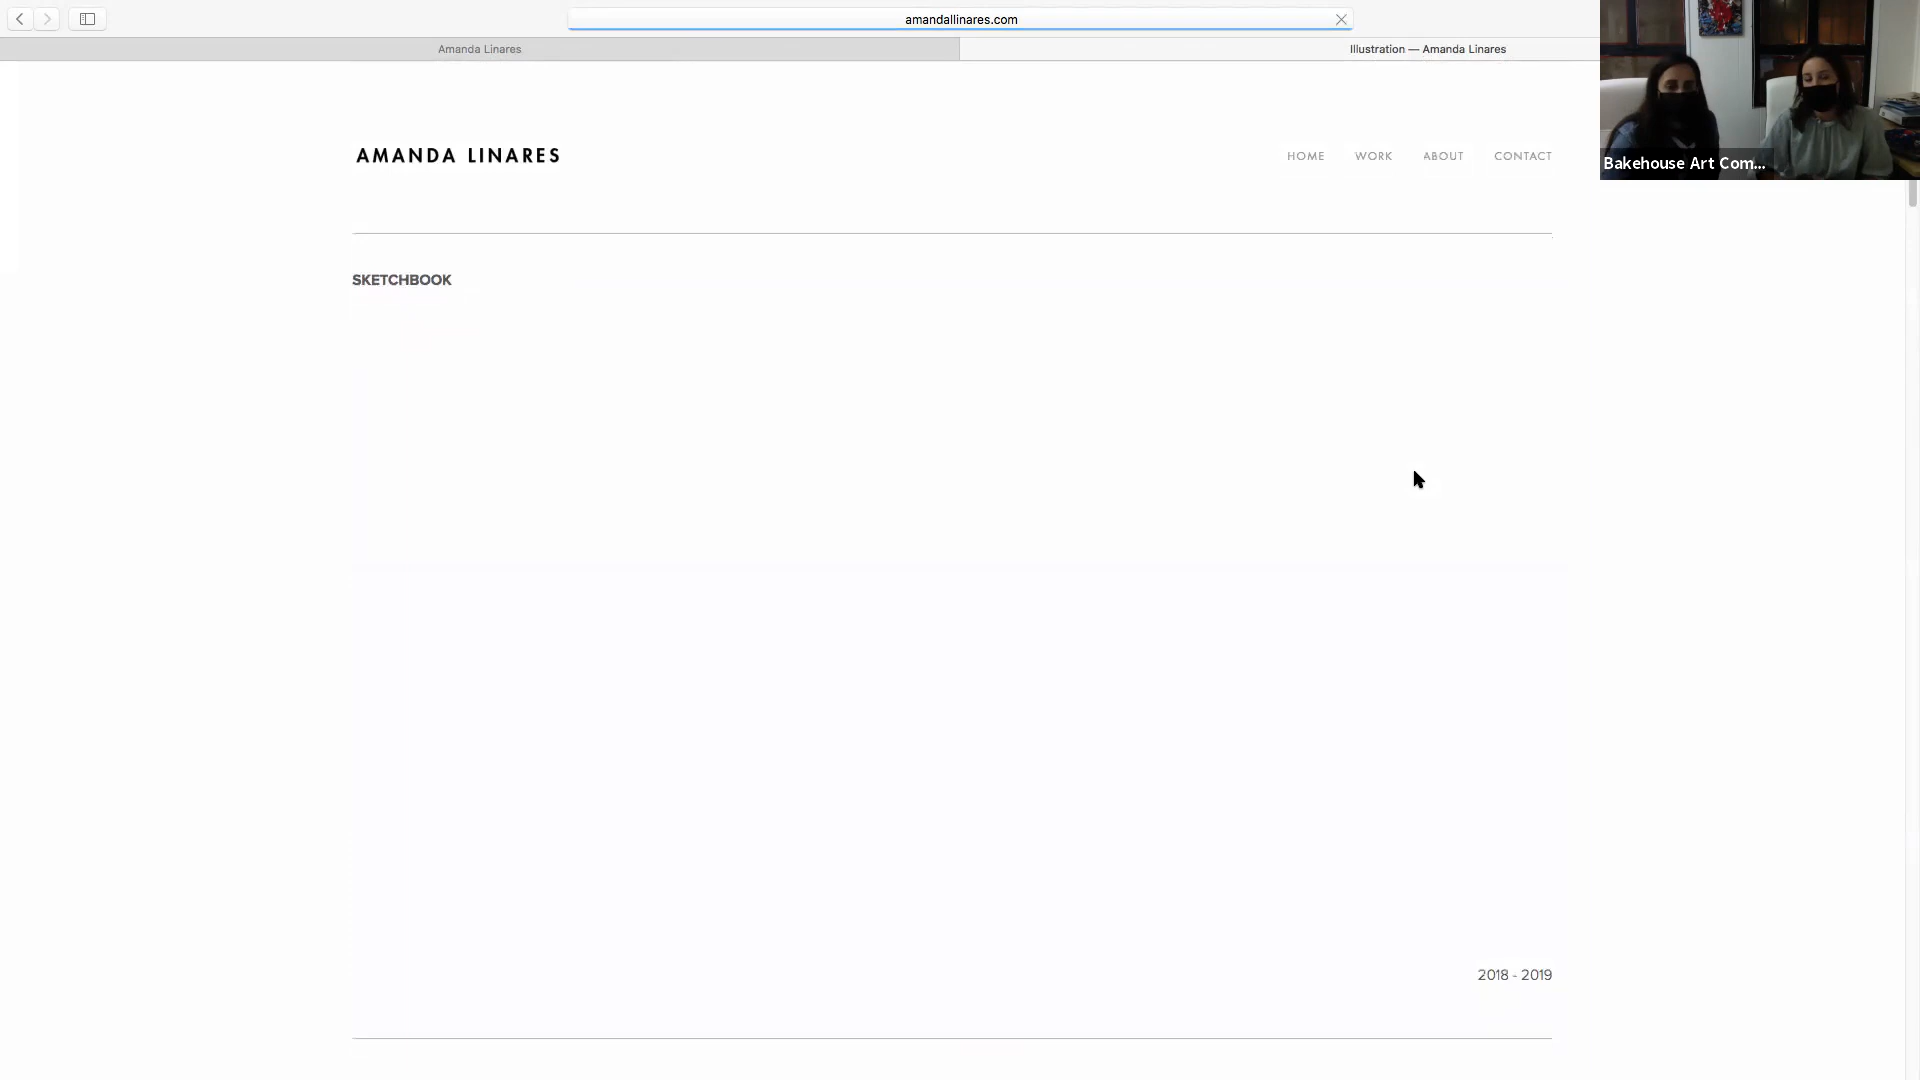 amandallinares.com
Amanda Linares
Illustration — Amanda Linares
Bakehouse Art Com...
AMANDA LINARES
HOME
WORK
ABOUT
CONTACT
SKETCHBOOK
2018 - 2019